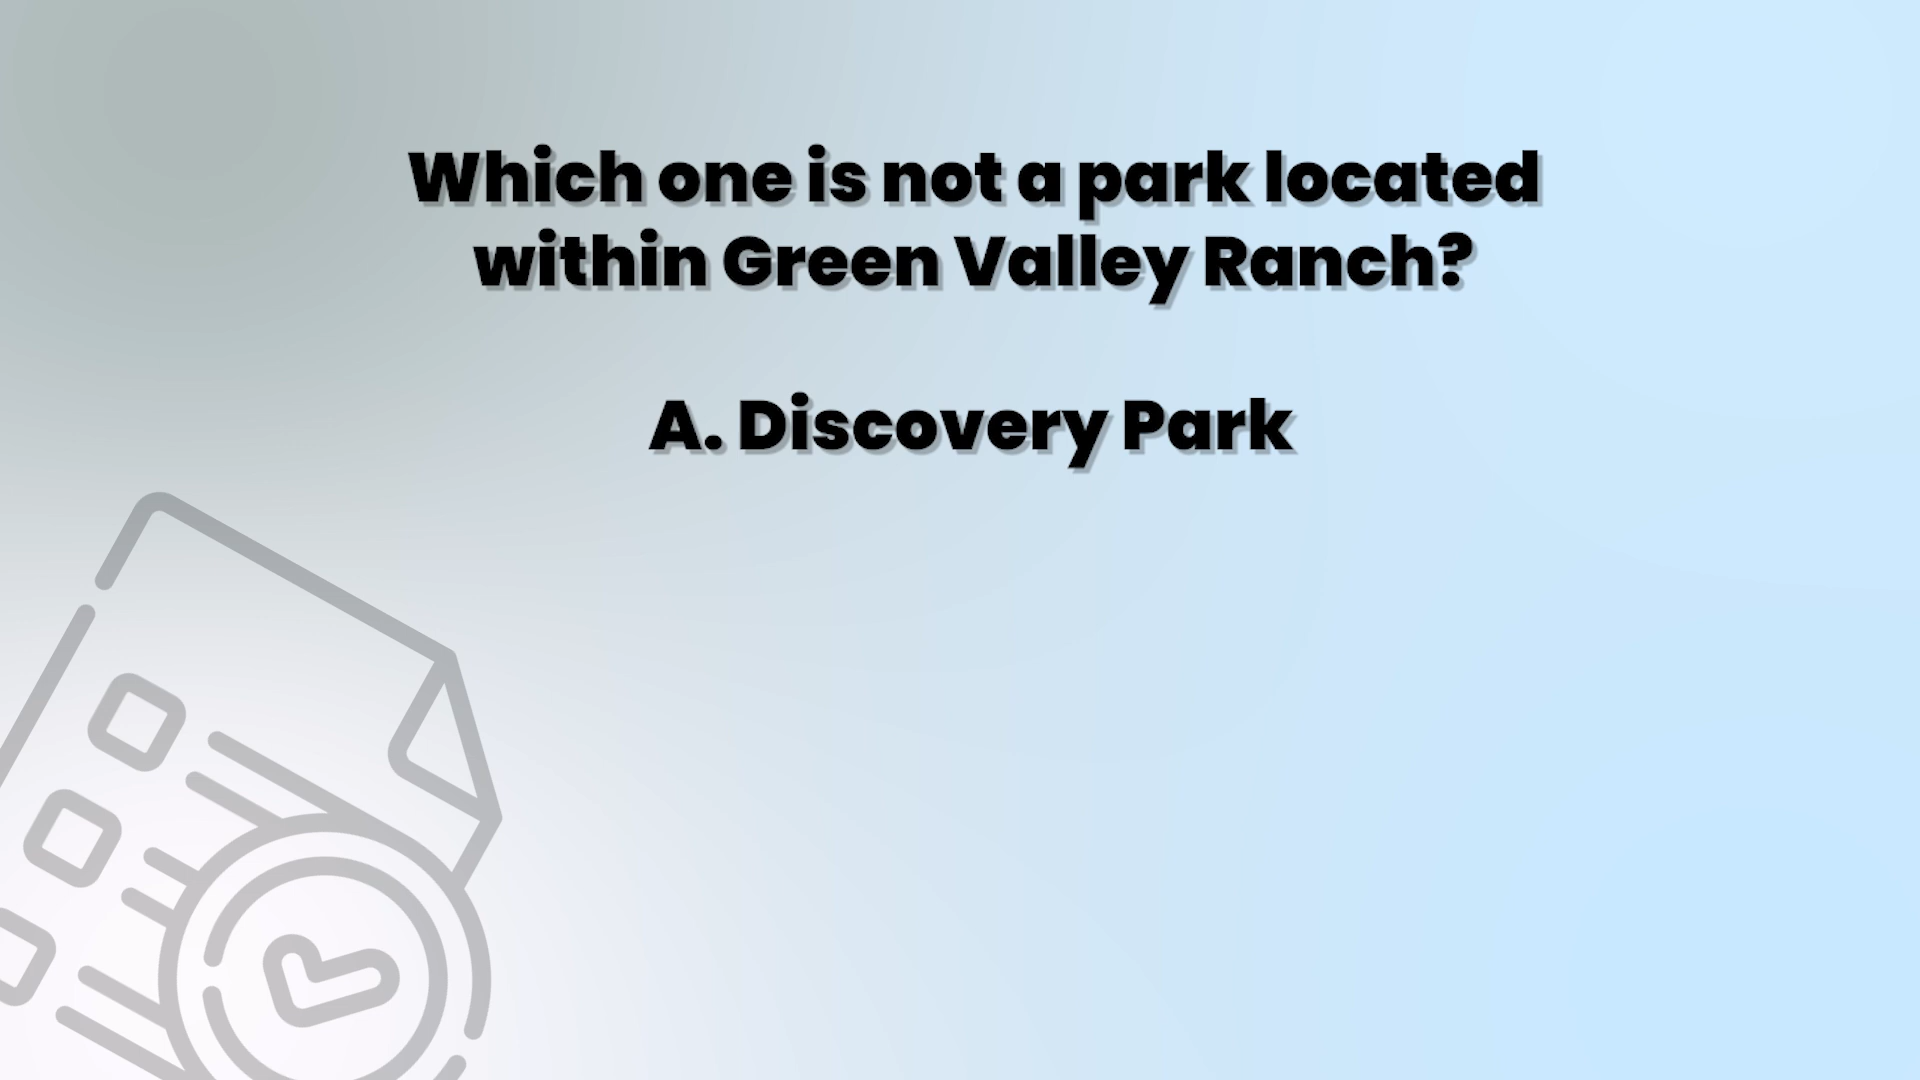 Which one is not a park located
within Green Valley Ranch?
A. Discovery Park